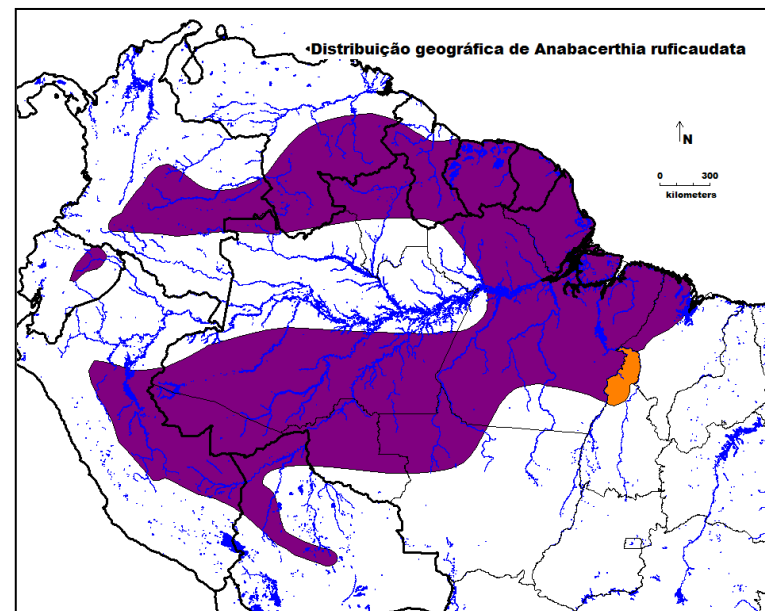 •Distribuição geográfica de Anabacerthia ruficaudata
N
0 300
kilometers